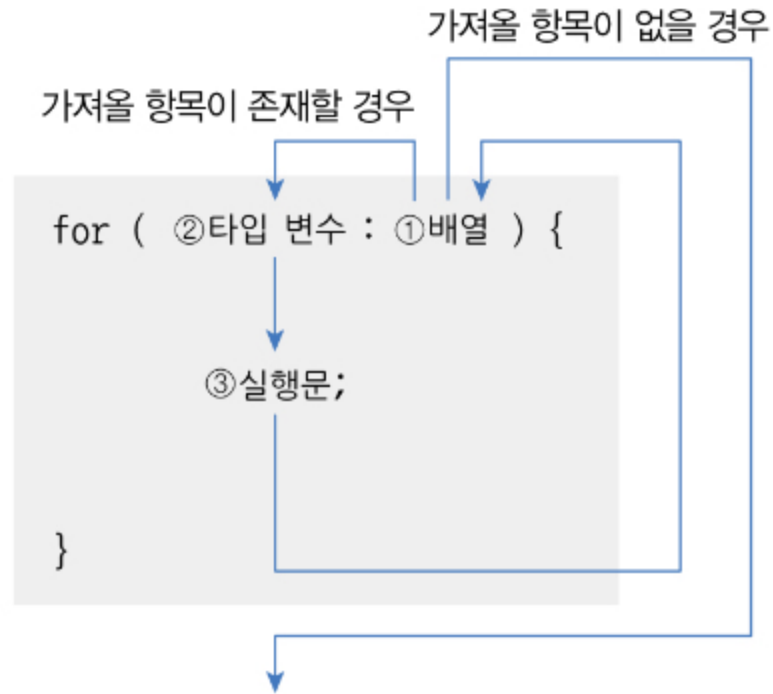 가져올 항목이 없을 경우
가져올 항목이 존재할 경우
for ( ②타입 변수 : ①배열 ) {
③실행문;
}